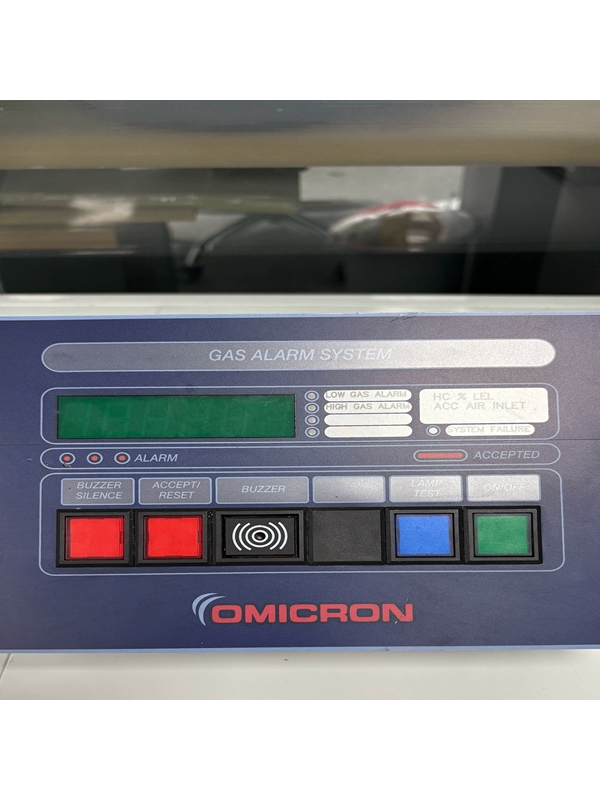 GAS ALARM SYSTEM
LOW GAS ALARM
HIGH GAS ALARM
HC % LEL
ACC AIR INLET
SYSTEM FAILURE
ALARM
ACCEPTED
BUZZER SILENCE
ACCEPT/ RESET
BUZZER
LAMP TEST
ON/OFF
OMICRON